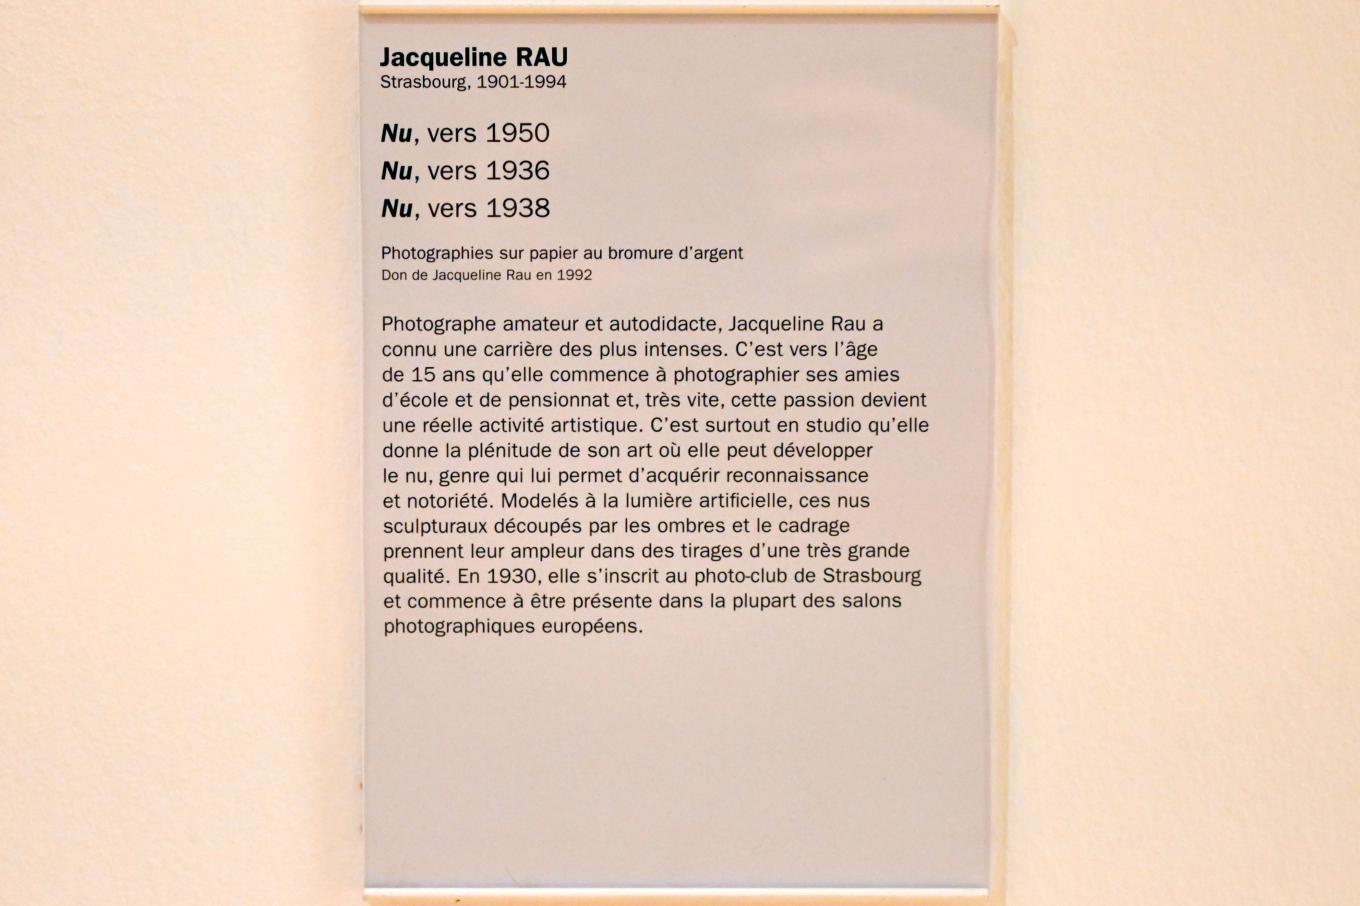 Jacqueline RAU
Strasbourg, 1901-1994
Nu, vers 1950
Nu, vers 1936
Nu, vers 1938
Photographies sur papier au bromure d’argent
Don de Jacqueline Rau en 1992
Photographe amateur et autodidacte, Jacqueline Rau a
connu une carrière des plus intenses. C’est vers l’âge
de 15 ans qu’elle commence à photographier ses amies
d’école et de pensionnat et, très vite, cette passion devient
une réelle activité artistique. C’est surtout en studio qu’elle
donne la plénitude de son art où elle peut développer
le nu, genre qui lui permet d’acquérir reconnaissance
et notoriété. Modelés à la lumière artificielle, ces nus
sculpturaux découpés par les ombres et le cadrage
prennent leur ampleur dans des tirages d’une très grande
qualité. En 1930, elle s’inscrit au photo-club de Strasbourg
et commence à être présente dans la plupart des salons
photographiques européens.